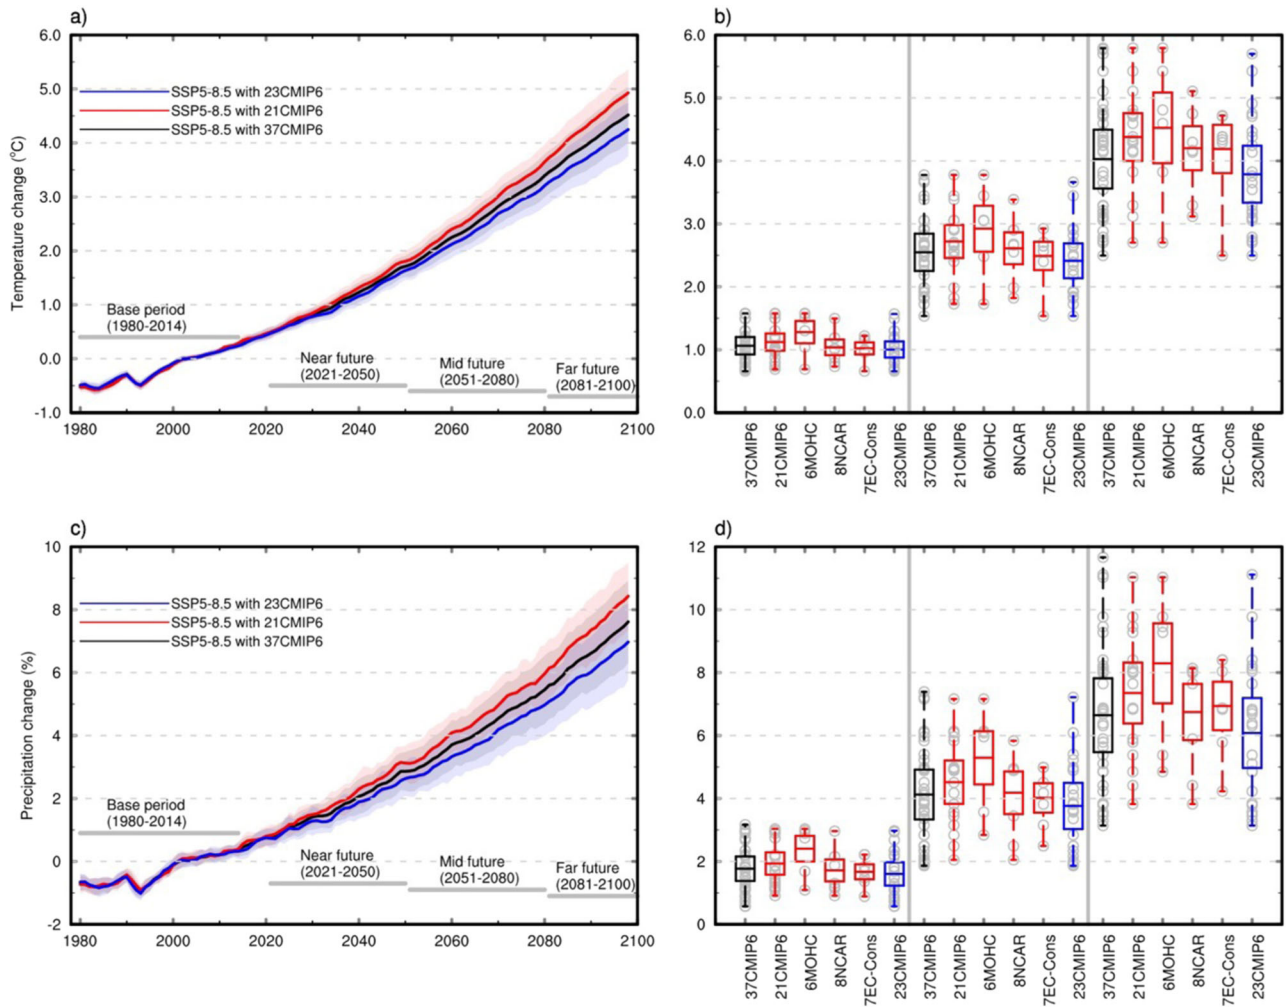 a)
6.0
5.0
4.0
3.0
2.0
1.0
0.0
-1.0
Temperature change (°C)
SSP5-8.5 with 23CMIP6
SSP5-8.5 with 21CMIP6
SSP5-8.5 with 37CMIP6
Base period
(1980-2014)
Near future
(2021-2050)
Mid future
(2051-2080)
Far future
(2081-2100)
1980 2000 2020 2040 2060 2080 2100
b)
6.0
5.0
4.0
3.0
2.0
1.0
0.0
37CMIP6
21CMIP6
6MOHC
8NCAR
7EC-Cons
23CMIP6
37CMIP6
21CMIP6
6MOHC
8NCAR
7EC-Cons
23CMIP6
37CMIP6
21CMIP6
6MOHC
8NCAR
7EC-Cons
23CMIP6
c)
10
8
6
4
2
0
-2
Precipitation change (%)
SSP5-8.5 with 23CMIP6
SSP5-8.5 with 21CMIP6
SSP5-8.5 with 37CMIP6
Base period
(1980-2014)
Near future
(2021-2050)
Mid future
(2051-2080)
Far future
(2081-2100)
1980 2000 2020 2040 2060 2080 2100
d)
12
10
8
6
4
2
0
37CMIP6
21CMIP6
6MOHC
8NCAR
7EC-Cons
23CMIP6
37CMIP6
21CMIP6
6MOHC
8NCAR
7EC-Cons
23CMIP6
37CMIP6
21CMIP6
6MOHC
8NCAR
7EC-Cons
23CMIP6